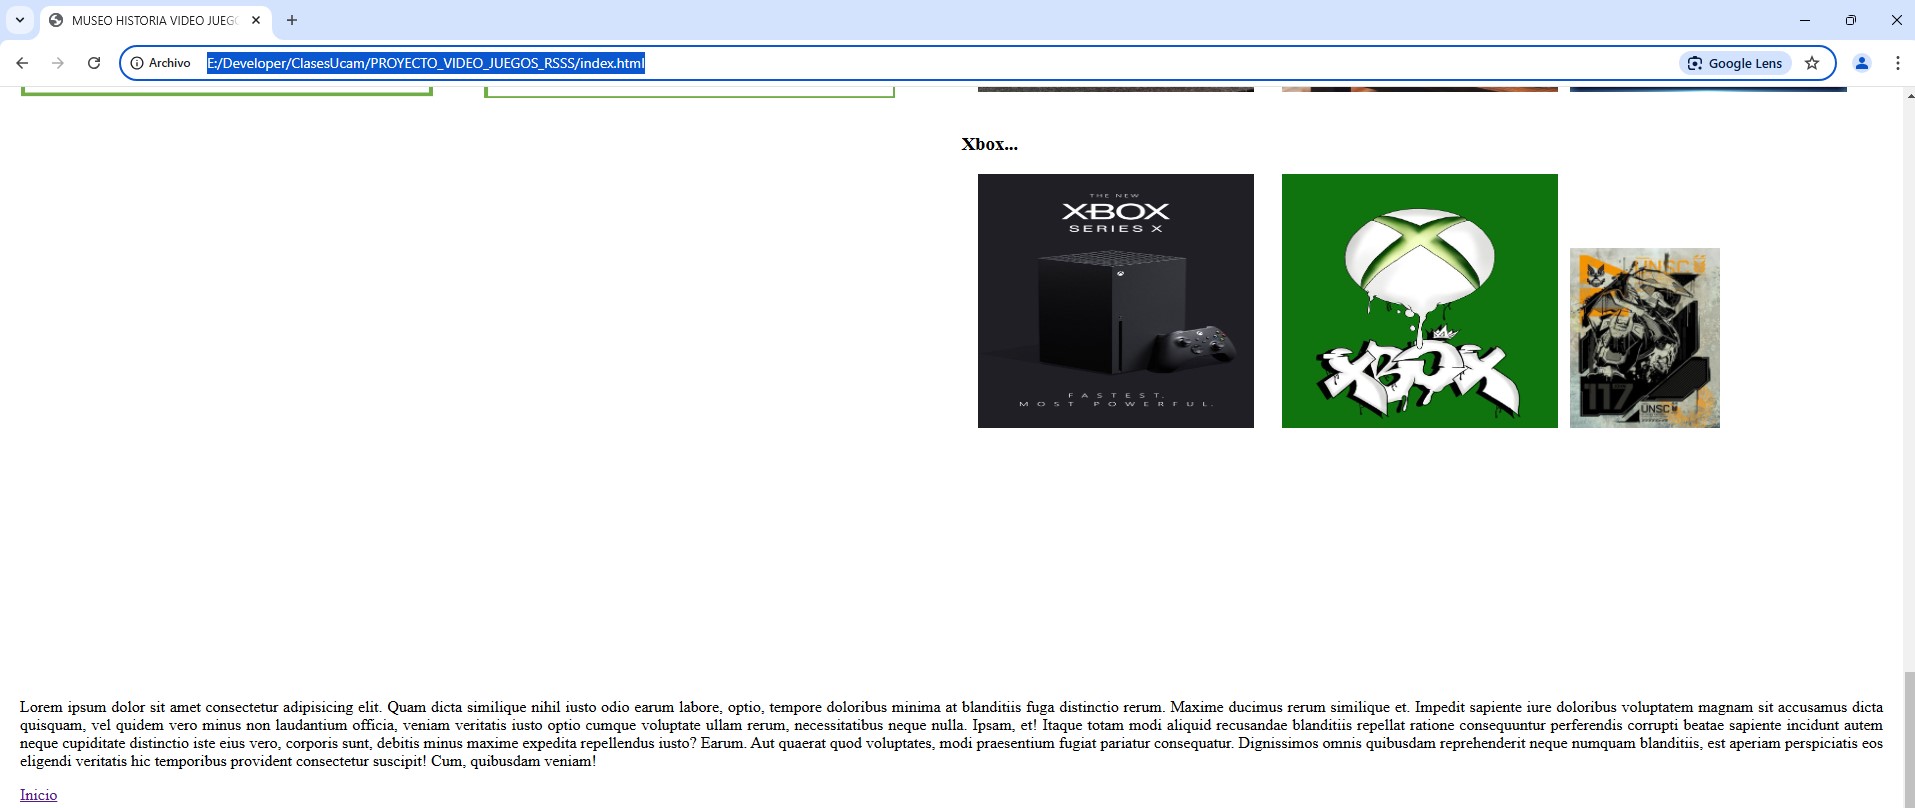 MUSEO HISTORIA VIDEO JUEG
Archivo
E:/Developer/ClasesUcam/PROYECTO_VIDEO_JUEGOS_RSSS/index.html
Google Lens
Xbox...
THE NEW
XBOX
SERIES X
FASTEST.
MOST POWERFUL.
XBOX
UNSC
117
UNSC
Lorem ipsum dolor sit amet consectetur adipisicing elit. Quam dicta similique nihil iusto odio earum labore, optio, tempore doloribus minima at blanditiis fuga distinctio rerum. Maxime ducimus rerum similique et. Impedit sapiente iure doloribus voluptatem magnam sit accusamus dicta
quisquam, vel quidem vero minus non laudantium officia, veniam veritatis iusto optio cumque voluptate ullam rerum, necessitatibus neque nulla. Ipsam, et! Itaque totam modi aliquid recusandae blanditiis repellat ratione consequuntur perferendis corrupti beatae sapiente incidunt autem
neque cupiditate distinctio iste eius vero, corporis sunt, debitis minus maxime expedita repellendus iusto? Earum. Aut quaerat quod voluptates, modi praesentium fugiat pariatur consequatur. Dignissimos omnis quibusdam reprehenderit neque numquam blanditiis, est aperiam perspiciatis eos
eligendi veritatis hic temporibus provident consectetur suscipit! Cum, quibusdam veniam!
Inicio